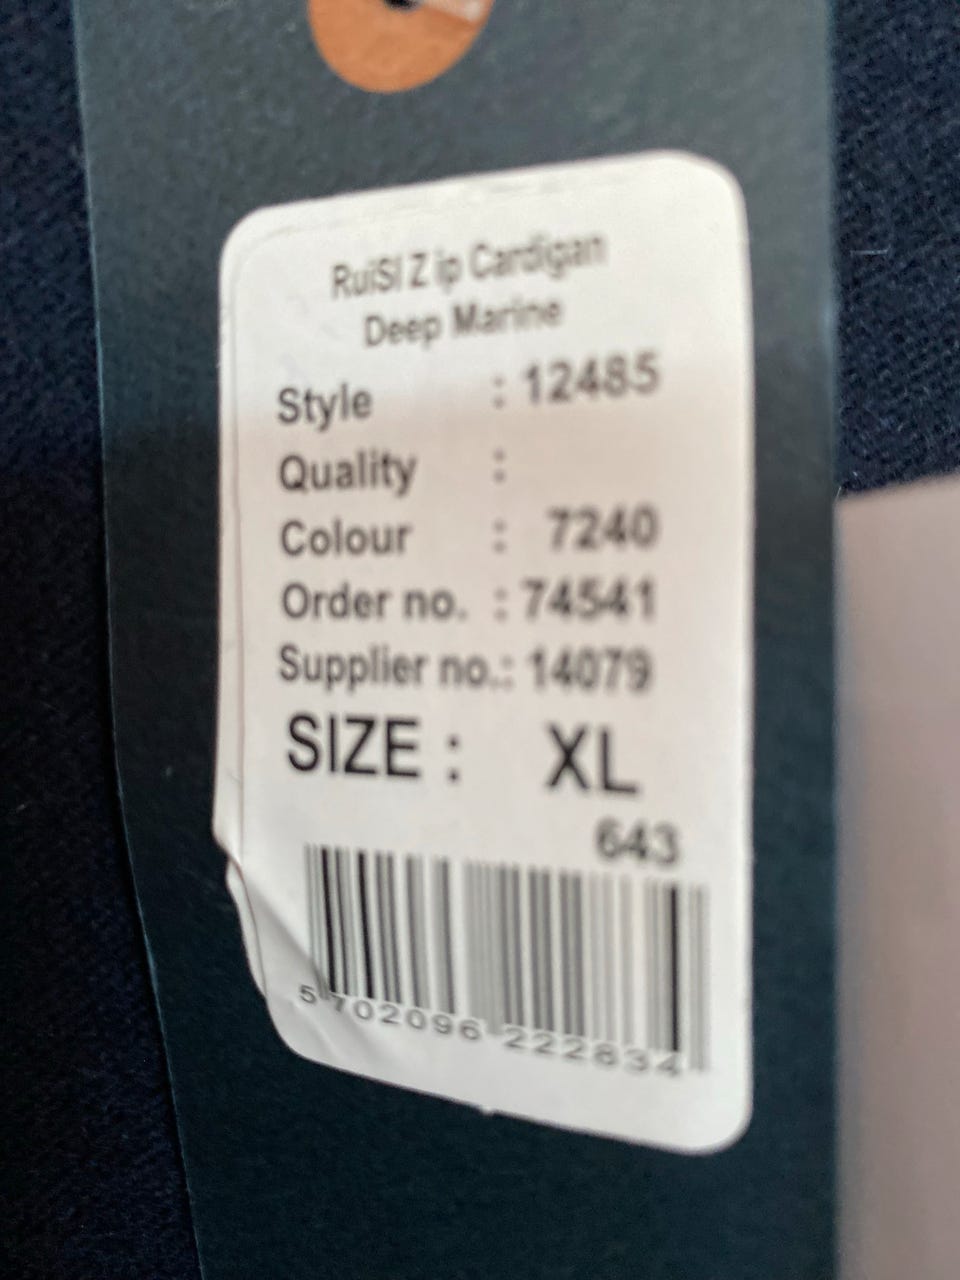 RuiSl Z ip Cardigan
Deep Marine
Style : 12485
Quality :
Colour : 7240
Order no. : 74541
Supplier no.: 14079
SIZE : XL
643
5 702096 222834